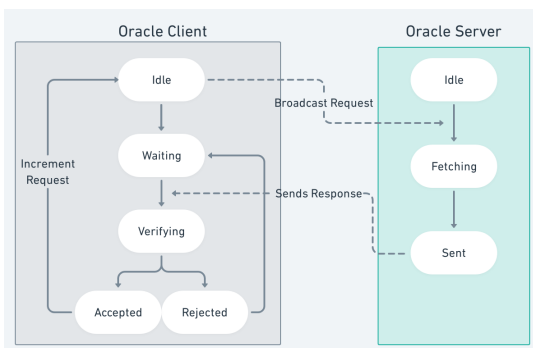 Oracle Client
Oracle Server
Idle
Idle
Broadcast Request
Waiting
Increment
Request
Fetching
Sends Response
Verifying
Sent
Accepted
Rejected